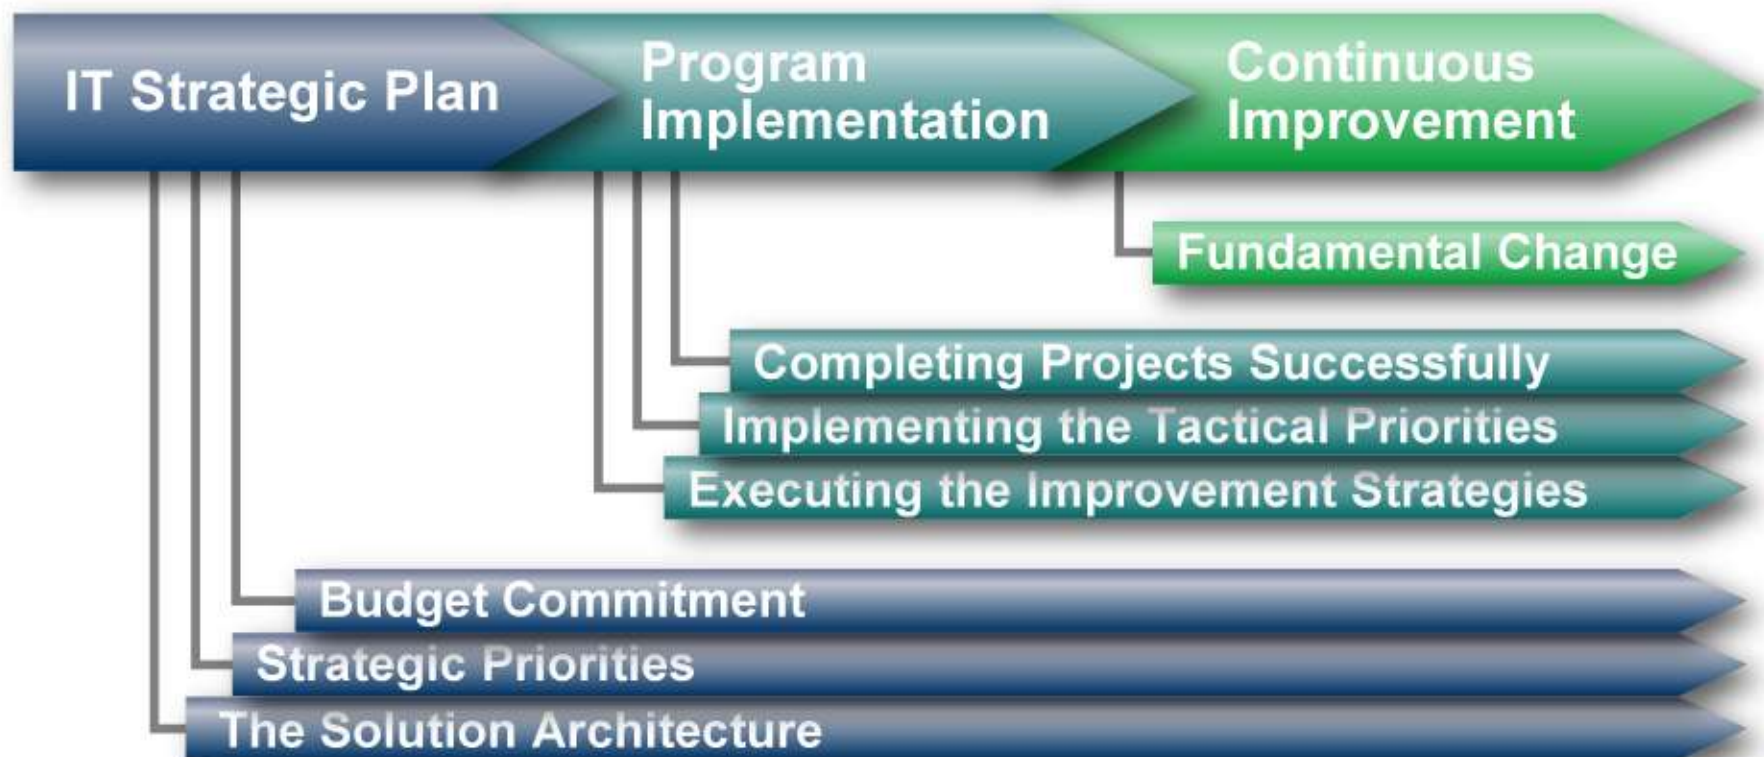 IT Strategic Plan
Program
Implementation
Continuous
Improvement
Fundamental Change
Completing Projects Successfully
Implementing the Tactical Priorities
Executing the Improvement Strategies
Budget Commitment
Strategic Priorities
The Solution Architecture